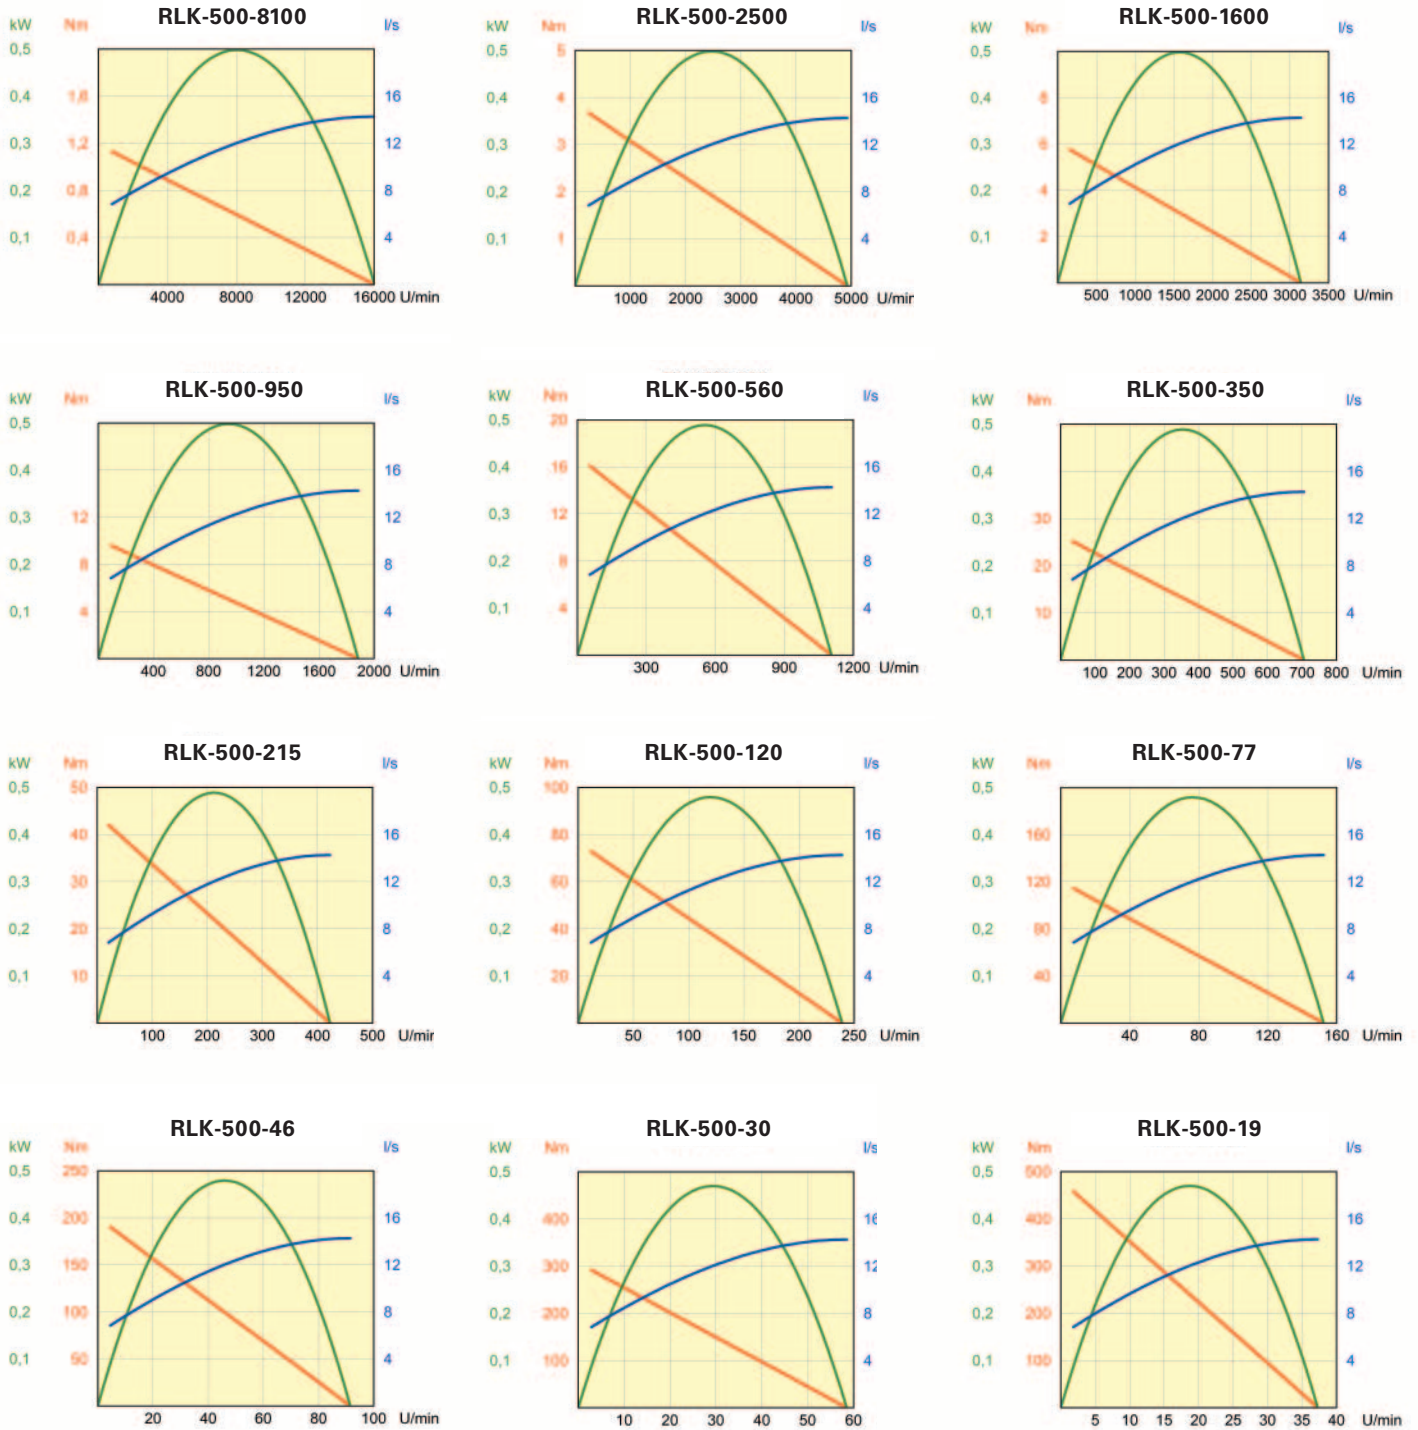 RLK-500-8100
kW Nm l/s
0,5
0,4 1,6 16
0,3 1,2 12
0,2 0,8 8
0,1 0,4 4
4000 8000 12000 16000 U/min
RLK-500-2500
kW Nm l/s
0,5 5
0,4 4 16
0,3 3 12
0,2 2 8
0,1 1 4
1000 2000 3000 4000 5000 U/min
RLK-500-1600
kW Nm l/s
0,5
0,4 8 16
0,3 6 12
0,2 4 8
0,1 2 4
500 1000 1500 2000 2500 3000 3500 U/min
RLK-500-950
kW Nm l/s
0,5
0,4 16
0,3 12 12
0,2 8 8
0,1 4 4
400 800 1200 1600 2000 U/min
RLK-500-560
kW Nm l/s
0,5 20
0,4 16 16
0,3 12 12
0,2 8 8
0,1 4 4
300 600 900 1200 U/min
RLK-500-350
kW Nm l/s
0,5
0,4 16
0,3 30 12
0,2 20 8
0,1 10 4
100 200 300 400 500 600 700 800 U/min
RLK-500-215
kW Nm l/s
0,5 50
0,4 40 16
0,3 30 12
0,2 20 8
0,1 10 4
100 200 300 400 500 U/min
RLK-500-120
kW Nm l/s
0,5 100
0,4 80 16
0,3 60 12
0,2 40 8
0,1 20 4
50 100 150 200 250 U/min
RLK-500-77
kW Nm l/s
0,5
0,4 160 16
0,3 120 12
0,2 80 8
0,1 40 4
40 80 120 160 U/min
RLK-500-46
kW Nm l/s
0,5 250
0,4 200 16
0,3 150 12
0,2 100 8
0,1 50 4
20 40 60 80 100 U/min
RLK-500-30
kW Nm l/s
0,5
0,4 400 16
0,3 300 12
0,2 200 8
0,1 100 4
10 20 30 40 50 60 U/min
RLK-500-19
kW Nm l/s
0,5 500
0,4 400 16
0,3 300 12
0,2 200 8
0,1 100 4
5 10 15 20 25 30 35 40 U/min